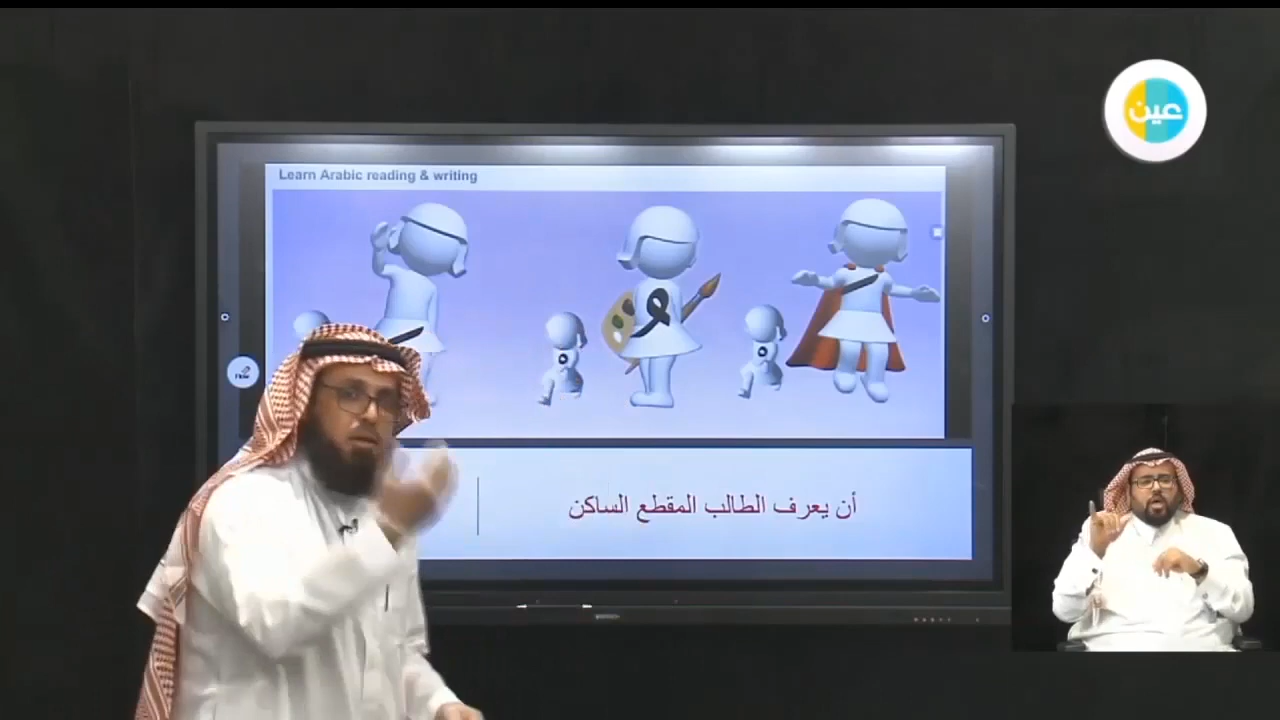 عين
Learn Arabic reading & writing
أن يعرف الطالب المقطع الساكن